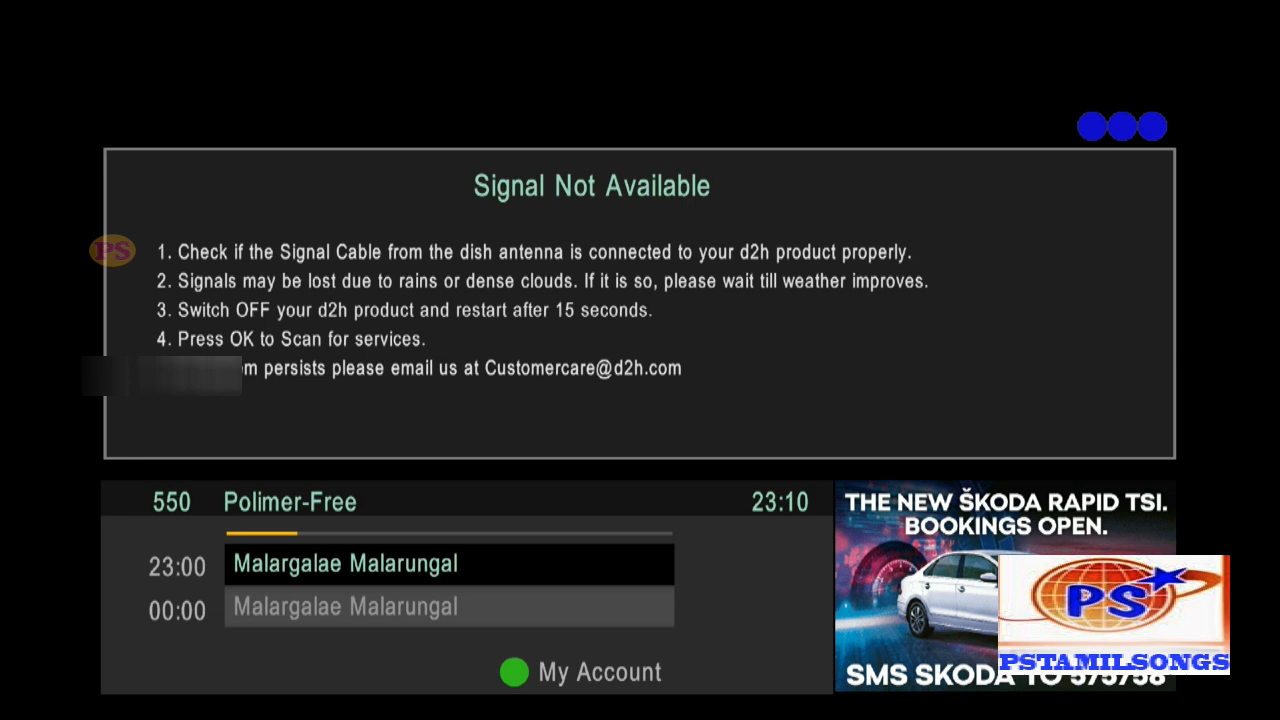 Signal Not Available
1. Check if the Signal Cable from the dish antenna is connected to your d2h product properly.
PS
2. Signals may be lost due to rains or dense clouds. If it is so, please wait till weather improves.
3. Switch OFF your d2h product and restart after 15 seconds.
4. Press OK to Scan for services.
persists please email us at Customercare@d2h.com
550 Polimer-Free 23:10
23:00 Malargalae Malarungal
00:00 Malargalae Malarungal
My Account
THE NEW ŠKODA RAPID TSI.
BOOKINGS OPEN.
PS
PSTAMILSONGS
SMS SKODA TO 575758